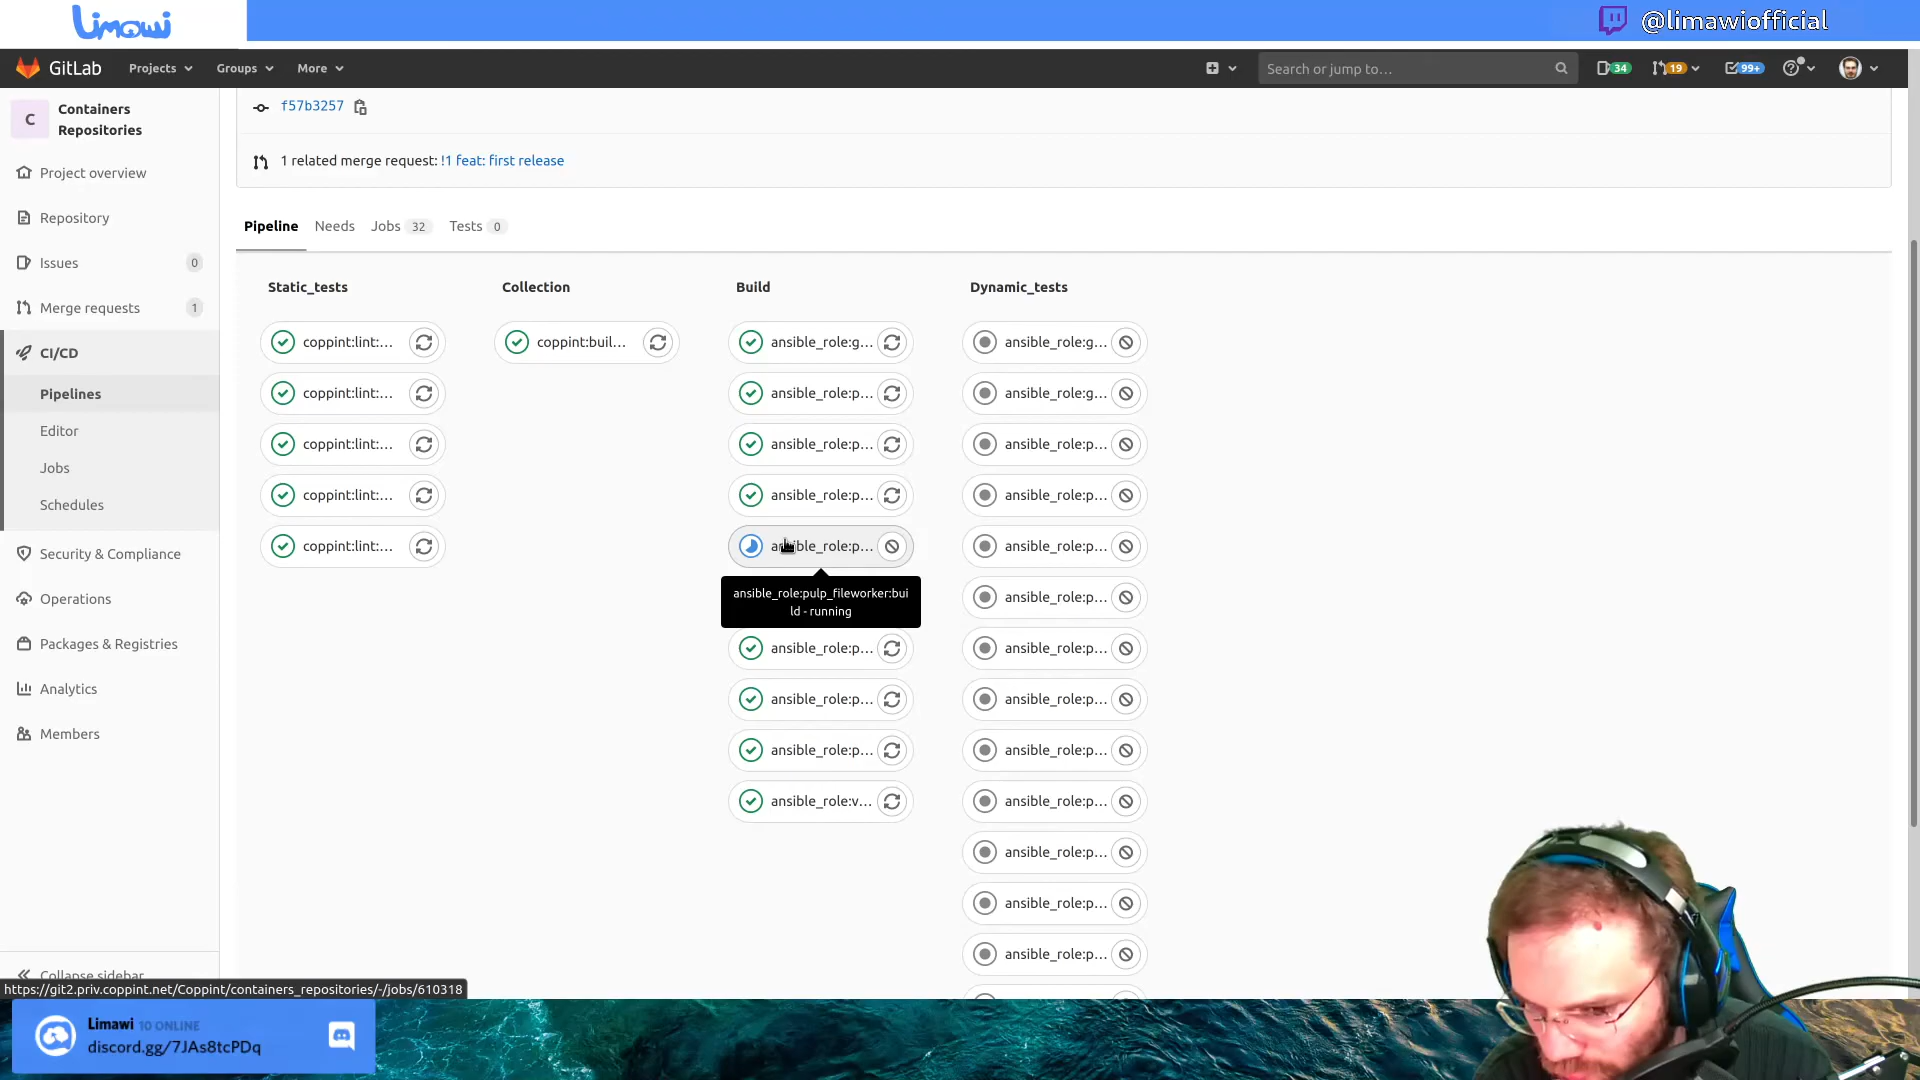 Limawi
@limawiofficial
GitLab
Projects
Groups
More
Search or jump to…
34
19
99+
C
Containers
Repositories
Project overview
Repository
Issues
0
Merge requests
1
CI/CD
Pipelines
Editor
Jobs
Schedules
Security & Compliance
Operations
Packages & Registries
Analytics
Members
Collapse sidebar
f57b3257
1 related merge request: !1 feat: first release
Pipeline
Needs
Jobs 32
Tests 0
Static_tests
coppint:lint:...
coppint:lint:...
coppint:lint:...
coppint:lint:...
coppint:lint:...
Collection
coppint:buil...
Build
ansible_role:g...
ansible_role:p...
ansible_role:p...
ansible_role:p...
ansible_role:p...
ansible_role:pulp_fileworker:bui
ld - running
ansible_role:p...
ansible_role:p...
ansible_role:p...
ansible_role:v...
Dynamic_tests
ansible_role:g...
ansible_role:g...
ansible_role:p...
ansible_role:p...
ansible_role:p...
ansible_role:p...
ansible_role:p...
ansible_role:p...
ansible_role:p...
ansible_role:p...
ansible_role:p...
ansible_role:p...
ansible_role:p...
https://git2.priv.coppint.net/Coppint/containers_repositories/-/jobs/610318
Limawi 10 ONLINE
discord.gg/7JAs8tcPDq